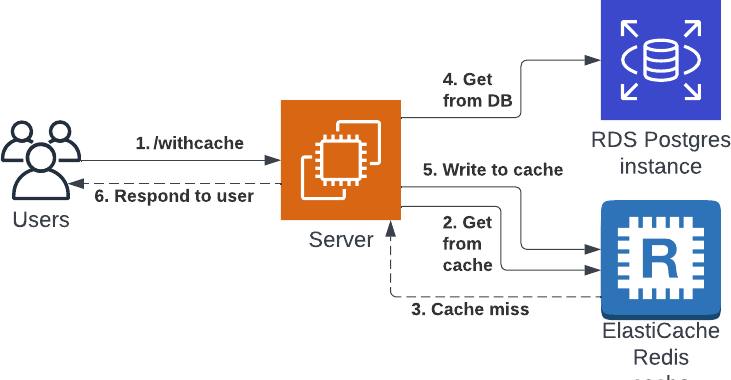 4. Get
from DB
RDS Postgres
instance
1. /withcache
5. Write to cache
6. Respond to user
Users
Server
2. Get
from
cache
R
3. Cache miss
ElastiCache
Redis